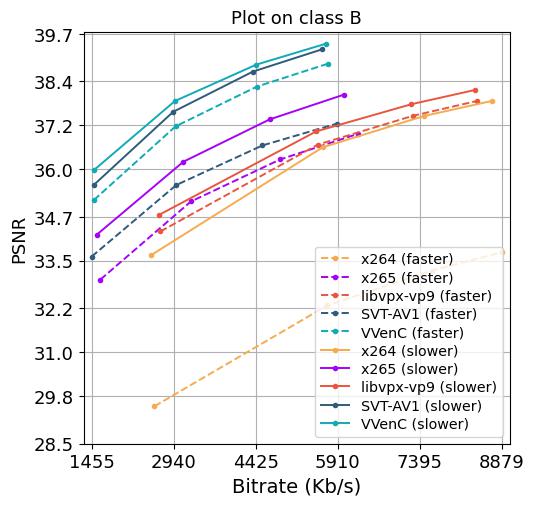 Plot on class B
39.7
38.4
37.2
36.0
34.7
33.5
32.2
31.0
29.8
28.5
PSNR
x264 (faster)
x265 (faster)
libvpx-vp9 (faster)
SVT-AV1 (faster)
VVenC (faster)
x264 (slower)
x265 (slower)
libvpx-vp9 (slower)
SVT-AV1 (slower)
VVenC (slower)
1455 2940 4425 5910 7395 8879
Bitrate (Kb/s)